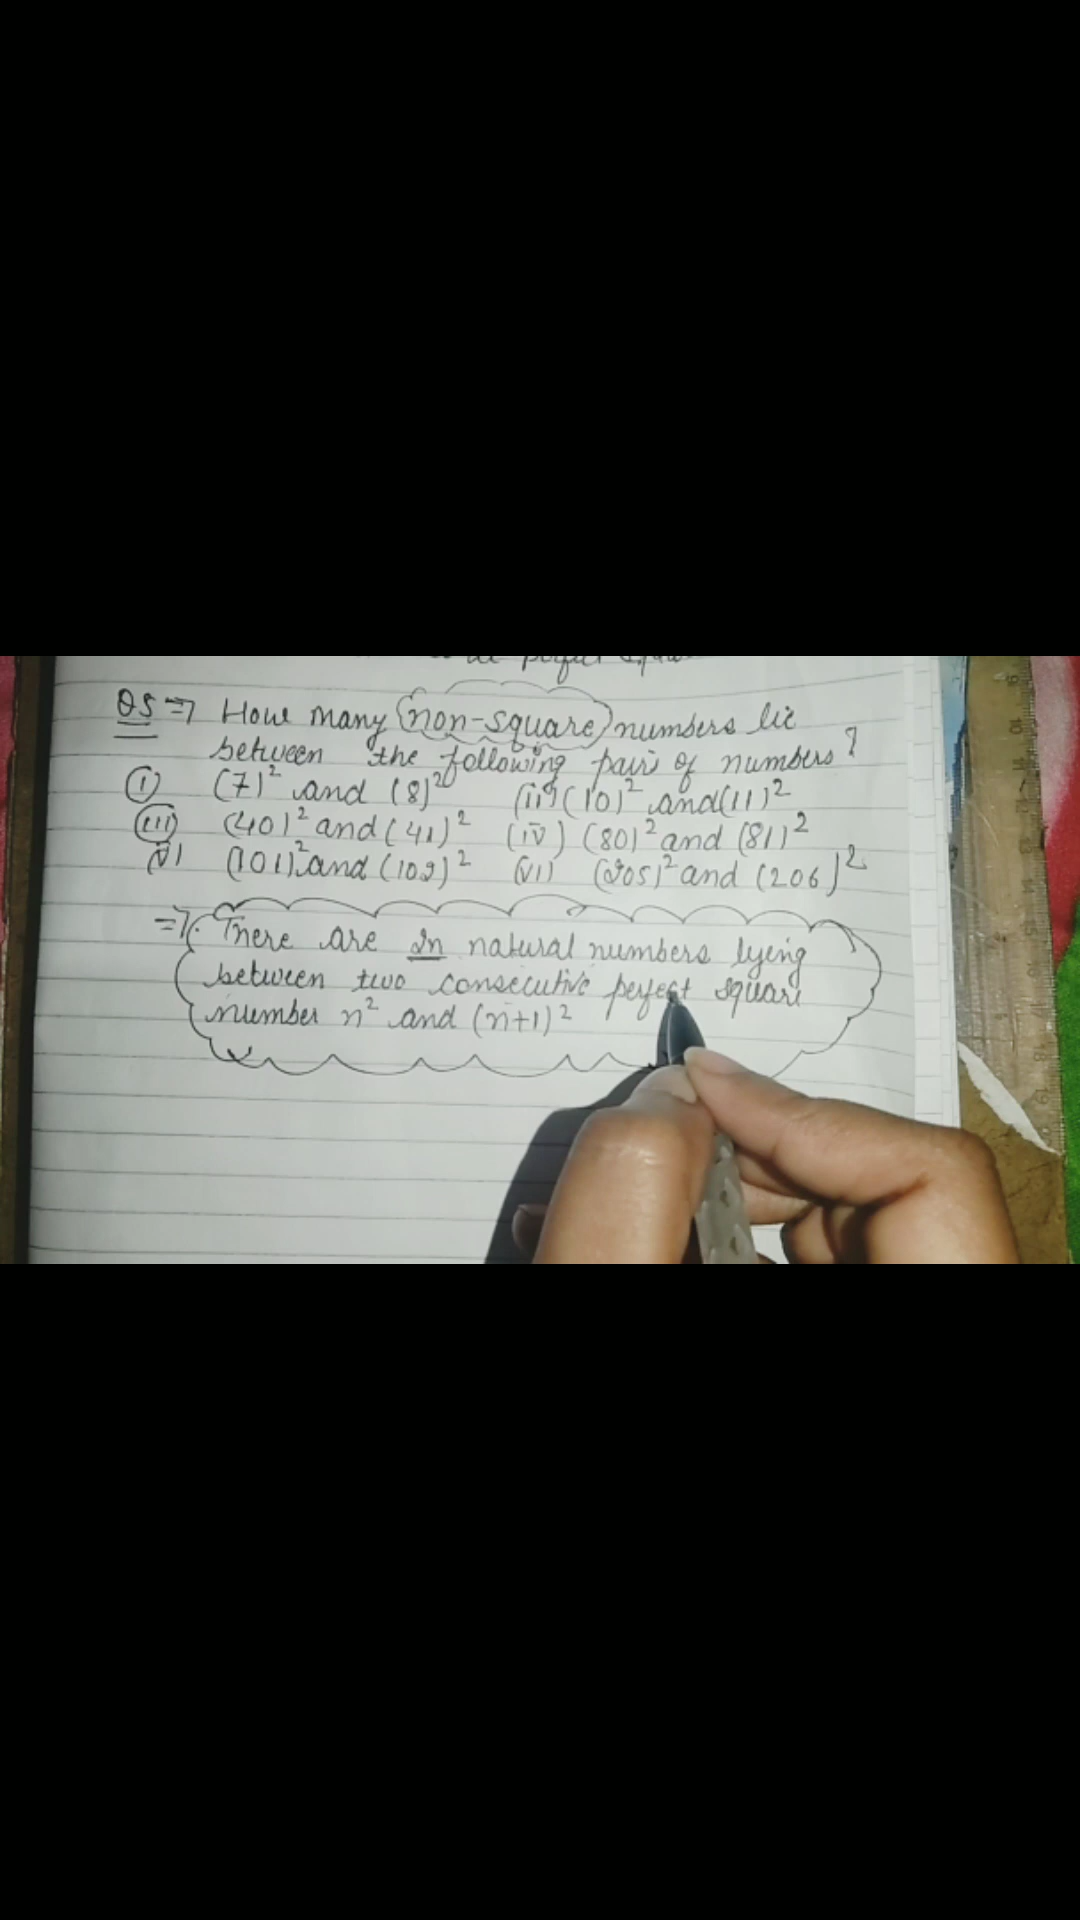 Q5 => How many non-square numbers lie
between the following pairs of numbers?
(i) (7)² and (8)² (ii) (10)² and (11)²
(iii) (40)² and (41)² (iv) (80)² and (81)²
(v) (101)² and (102)² (vi) (205)² and (206)²
=> There are 2n natural numbers lying
between two consecutive perfect square
number n² and (n+1)²